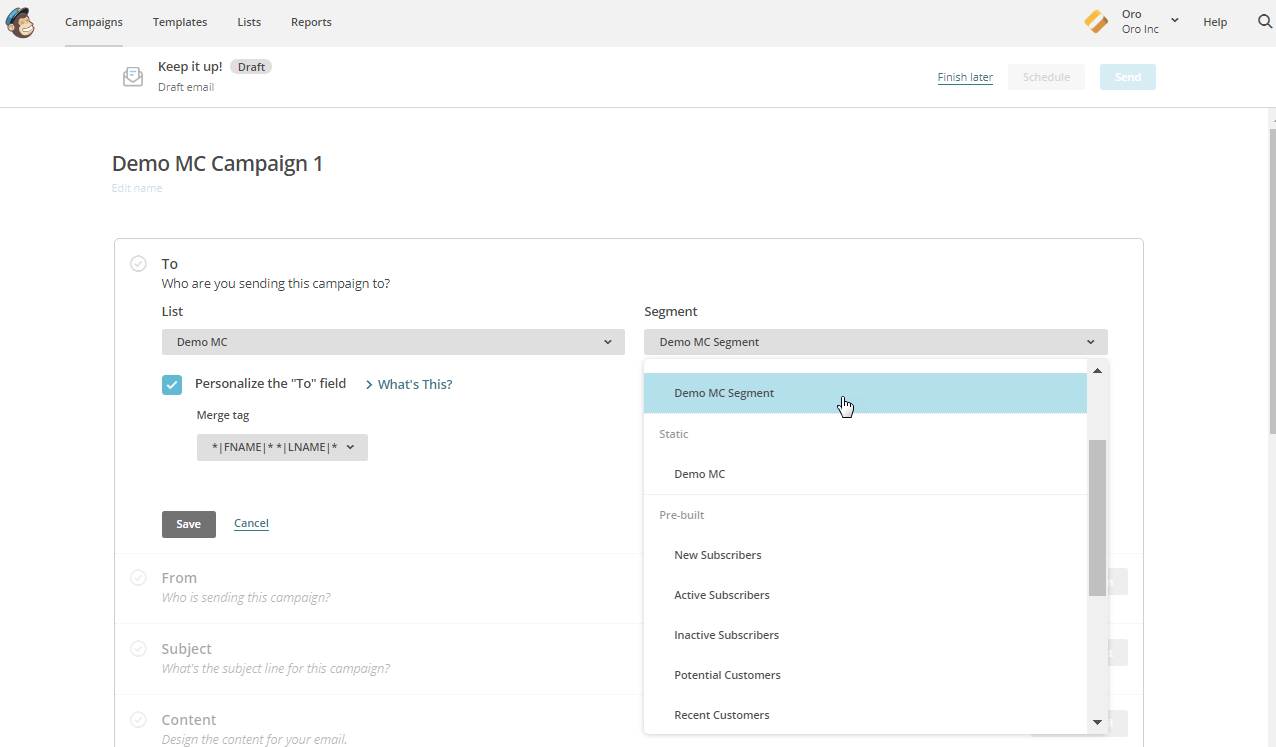 Campaigns Templates Lists Reports
Oro
Oro Inc
Help
Keep it up! Draft
Draft email
Finish later Schedule Send
Demo MC Campaign 1
Edit name
To
Who are you sending this campaign to?
List
Demo MC
Segment
Demo MC Segment
Personalize the "To" field What's This?
Merge tag
*|FNAME|* *|LNAME|*
Save Cancel
Demo MC Segment
Static
Demo MC
Pre-built
New Subscribers
Active Subscribers
Inactive Subscribers
Potential Customers
Recent Customers
From
Who is sending this campaign?
Subject
What's the subject line for this campaign?
Content
Design the content for your email.